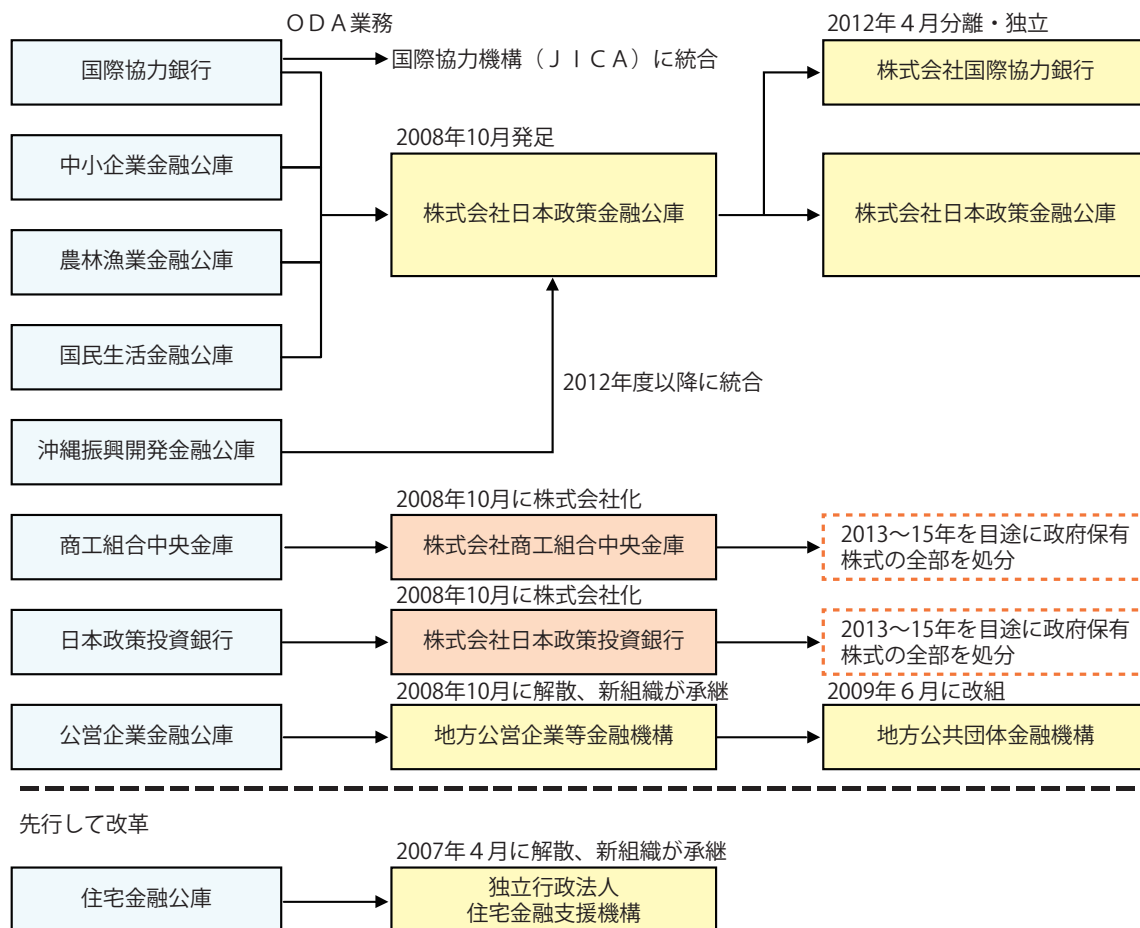 ＯＤＡ業務
2012年４月分離・独立
国際協力銀行
国際協力機構（ＪＩＣＡ）に統合
株式会社国際協力銀行
2008年10月発足
中小企業金融公庫
株式会社日本政策金融公庫
株式会社日本政策金融公庫
農林漁業金融公庫
国民生活金融公庫
2012年度以降に統合
沖縄振興開発金融公庫
2008年10月に株式会社化
商工組合中央金庫
株式会社商工組合中央金庫
2013～15年を目途に政府保有
株式の全部を処分
2008年10月に株式会社化
日本政策投資銀行
株式会社日本政策投資銀行
2013～15年を目途に政府保有
株式の全部を処分
2008年10月に解散、新組織が承継
2009年６月に改組
公営企業金融公庫
地方公営企業等金融機構
地方公共団体金融機構
先行して改革
2007年４月に解散、新組織が承継
住宅金融公庫
独立行政法人
住宅金融支援機構